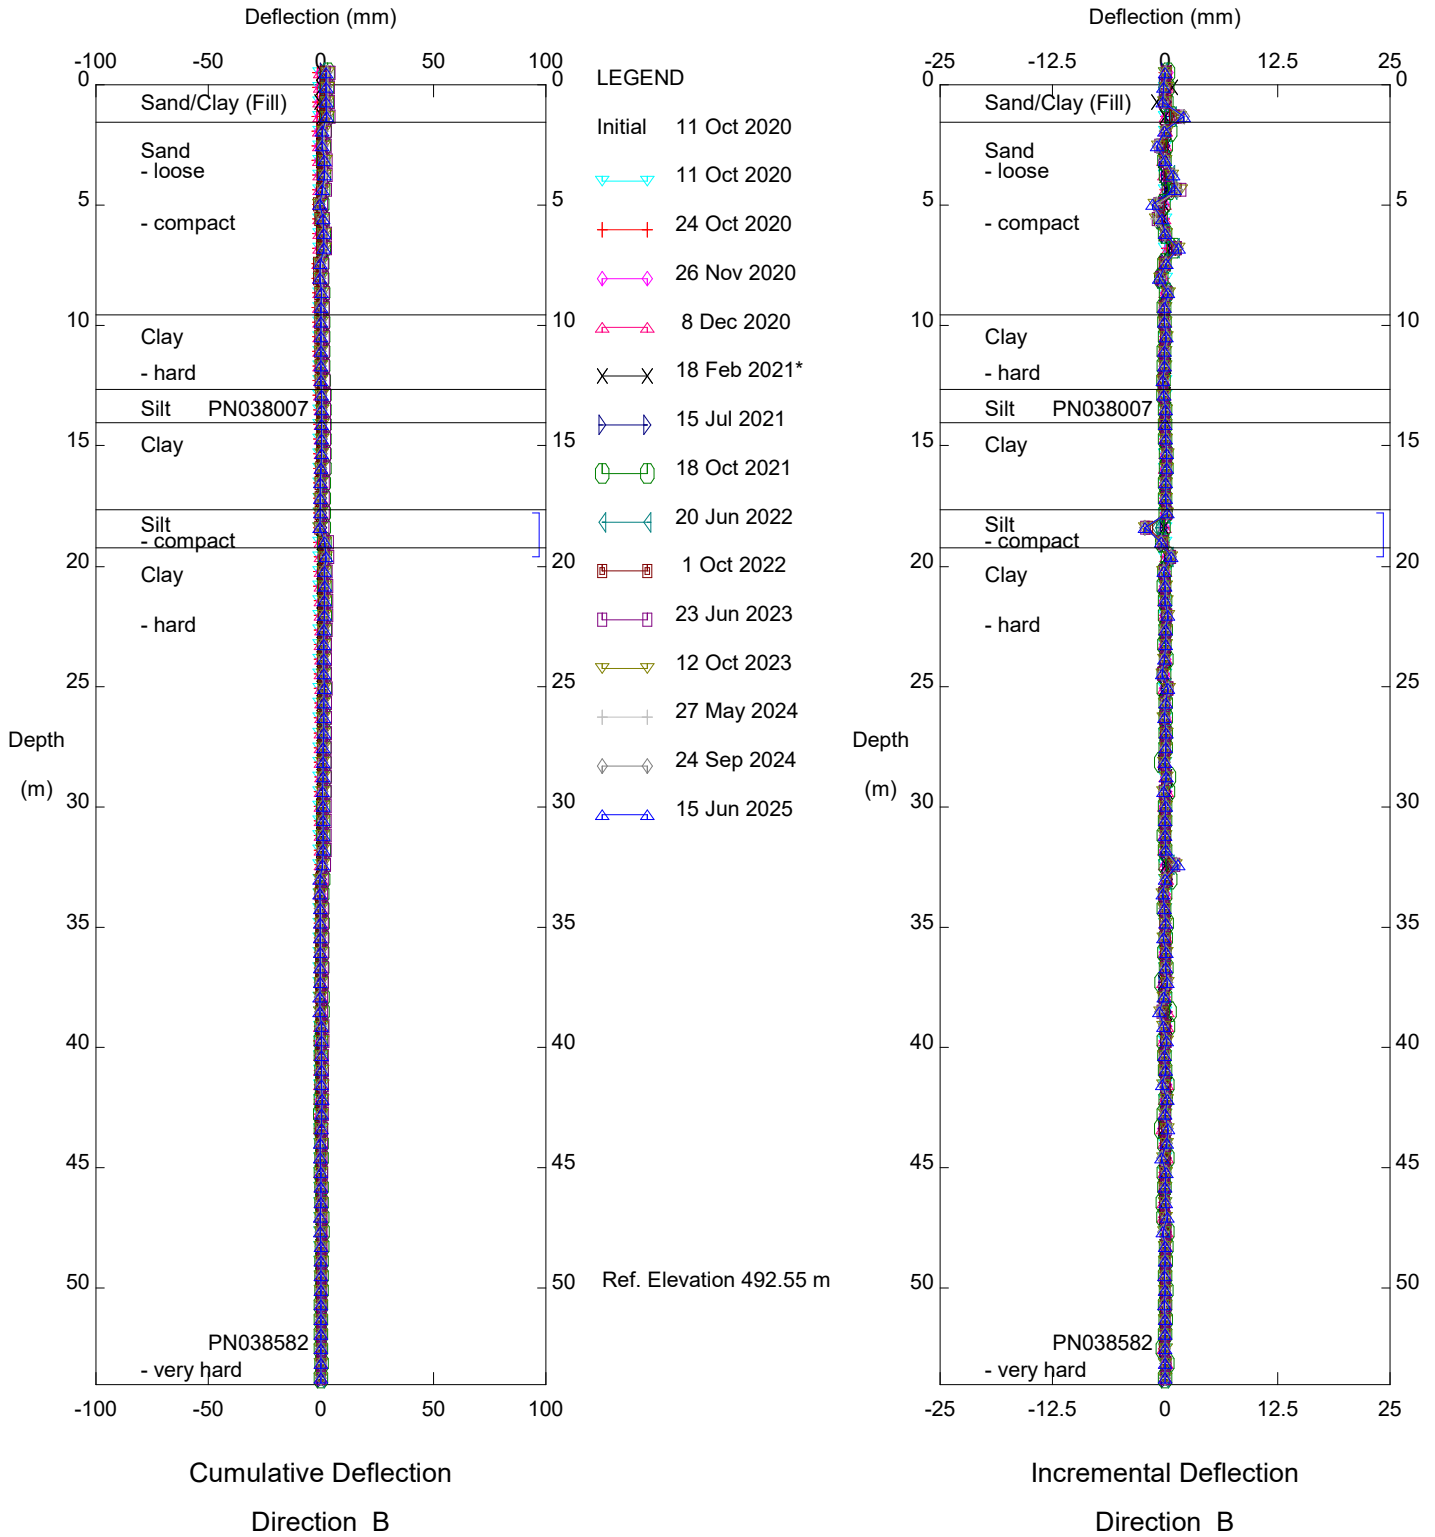 Deflection (mm)
-100 -50 0 50 100
0 0
Sand/Clay (Fill)
Sand
- loose
5 5
- compact
10 10
Clay
- hard
Silt PN038007
15 15
Clay
Silt
- compact
20 20
Clay
- hard
25 25
Depth
(m)
30 30
35 35
40 40
45 45
50 50
PN038582
- very hard
-100 -50 0 50 100
Cumulative Deflection
Direction B
LEGEND
Initial 11 Oct 2020
11 Oct 2020
24 Oct 2020
26 Nov 2020
8 Dec 2020
18 Feb 2021*
15 Jul 2021
18 Oct 2021
20 Jun 2022
1 Oct 2022
23 Jun 2023
12 Oct 2023
27 May 2024
24 Sep 2024
15 Jun 2025
Ref. Elevation 492.55 m
Deflection (mm)
-25 -12.5 0 12.5 25
0 0
Sand/Clay (Fill)
Sand
- loose
5 5
- compact
10 10
Clay
- hard
Silt PN038007
15 15
Clay
Silt
- compact
20 20
Clay
- hard
25 25
Depth
(m)
30 30
35 35
40 40
45 45
50 50
PN038582
- very hard
-25 -12.5 0 12.5 25
Incremental Deflection
Direction B